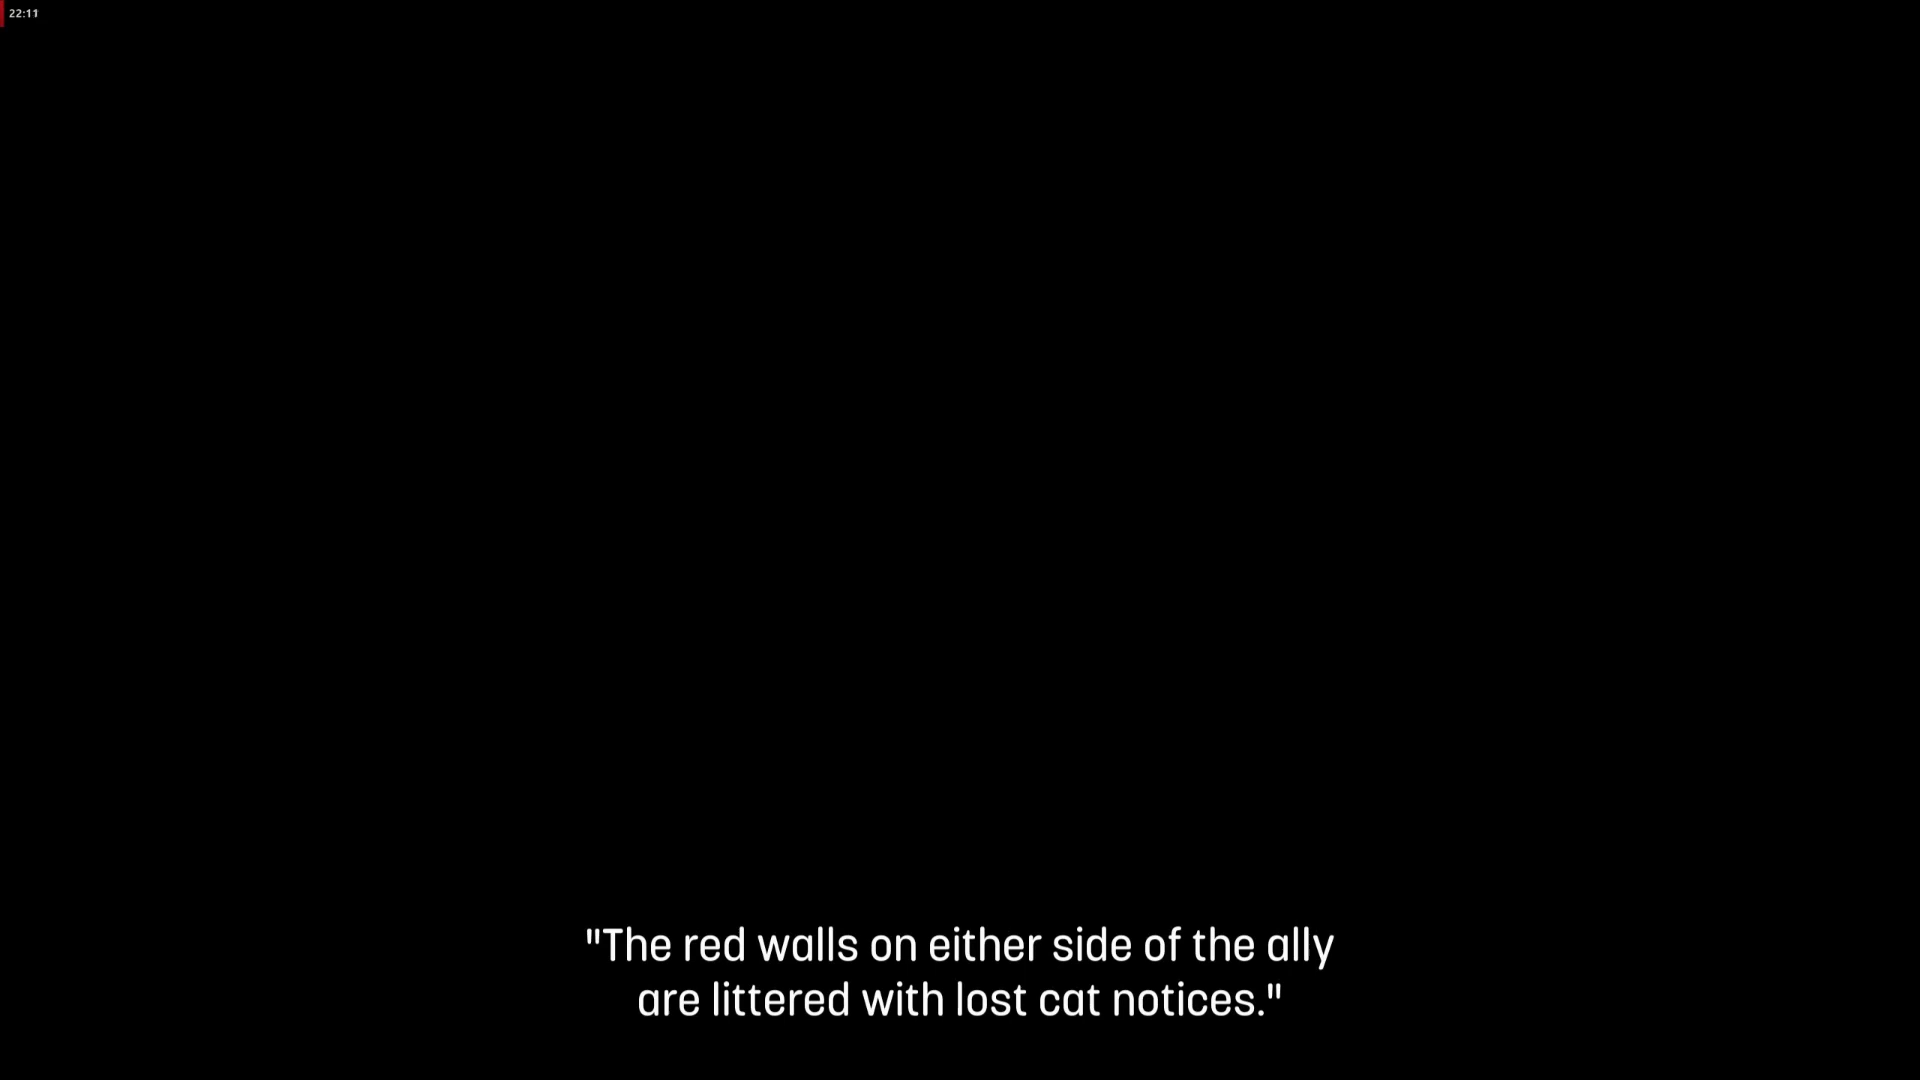 22:11
"The red walls on either side of the ally
are littered with lost cat notices."